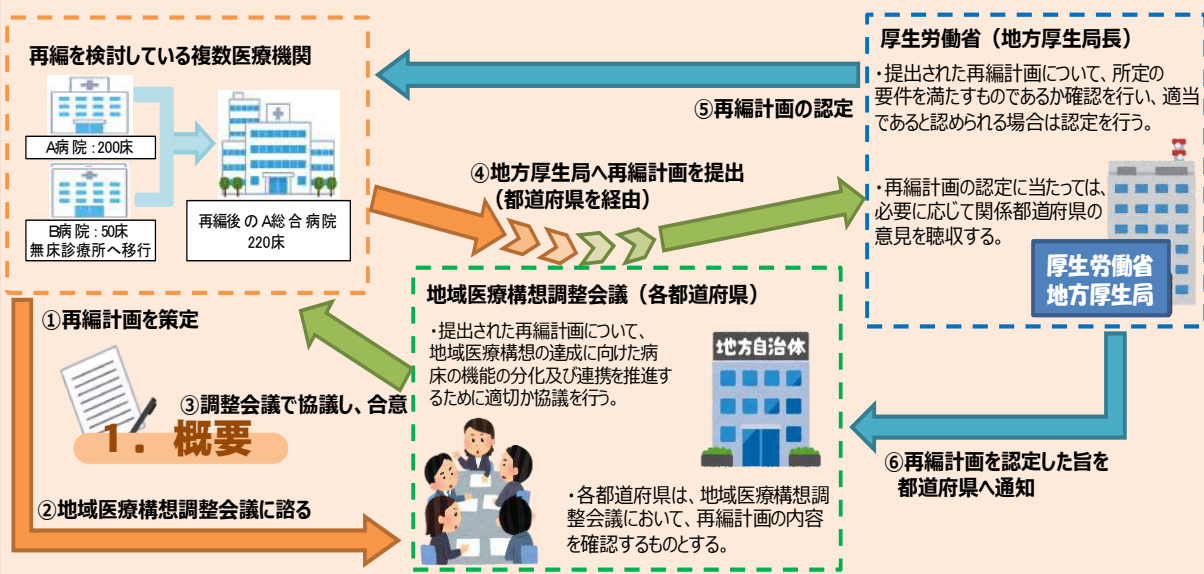 再編を検討している複数医療機関
A病院:200床
B病院:50床
無床診療所へ移行
再編後のA総合病院
220床
厚生労働省(地方厚生局長)
・提出された再編計画について、所定の
要件を満たすものであるか確認を行い、適当
であると認められる場合は認定を行う。
・再編計画の認定に当たっては、
必要に応じて関係都道府県の
意見を聴収する。
厚生労働省
地方厚生局
⑤再編計画の認定
④地方厚生局へ再編計画を提出
(都道府県を経由)
①再編計画を策定
③調整会議で協議し、合意
1.概要
②地域医療構想調整会議に諮る
地域医療構想調整会議(各都道府県)
・提出された再編計画について、
地域医療構想の達成に向けた病
床の機能の分化及び連携を推進す
るために適切か協議を行う。
地方自治体
・各都道府県は、地域医療構想調
整会議において、再編計画の内容
を確認するものとする。
⑥再編計画を認定した旨を
都道府県へ通知